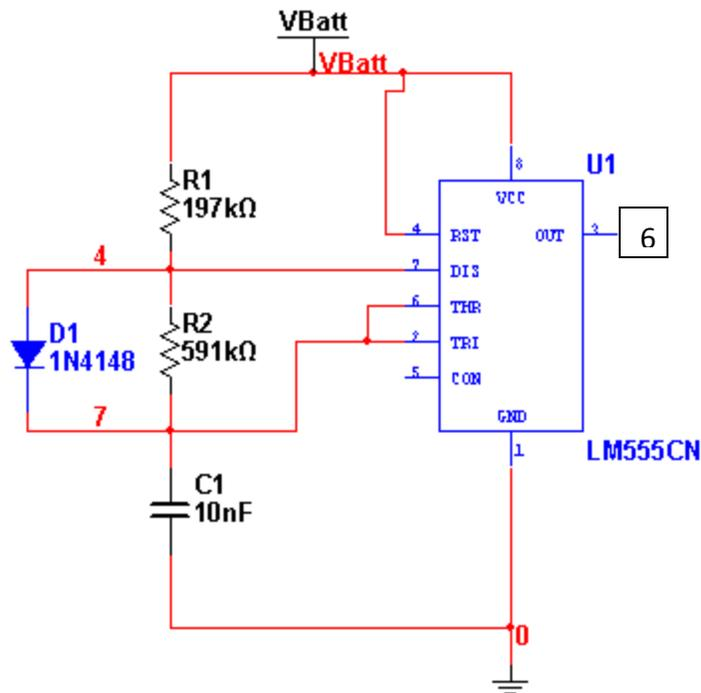 VBatt
VBatt
R1
197kΩ
4
R2
591kΩ
D1
1N4148
7
C1
10nF
U1
8
VCC
4
RST
OUT
3
6
7
DIS
6
THR
2
TRI
5
CON
GND
1
LM555CN
0